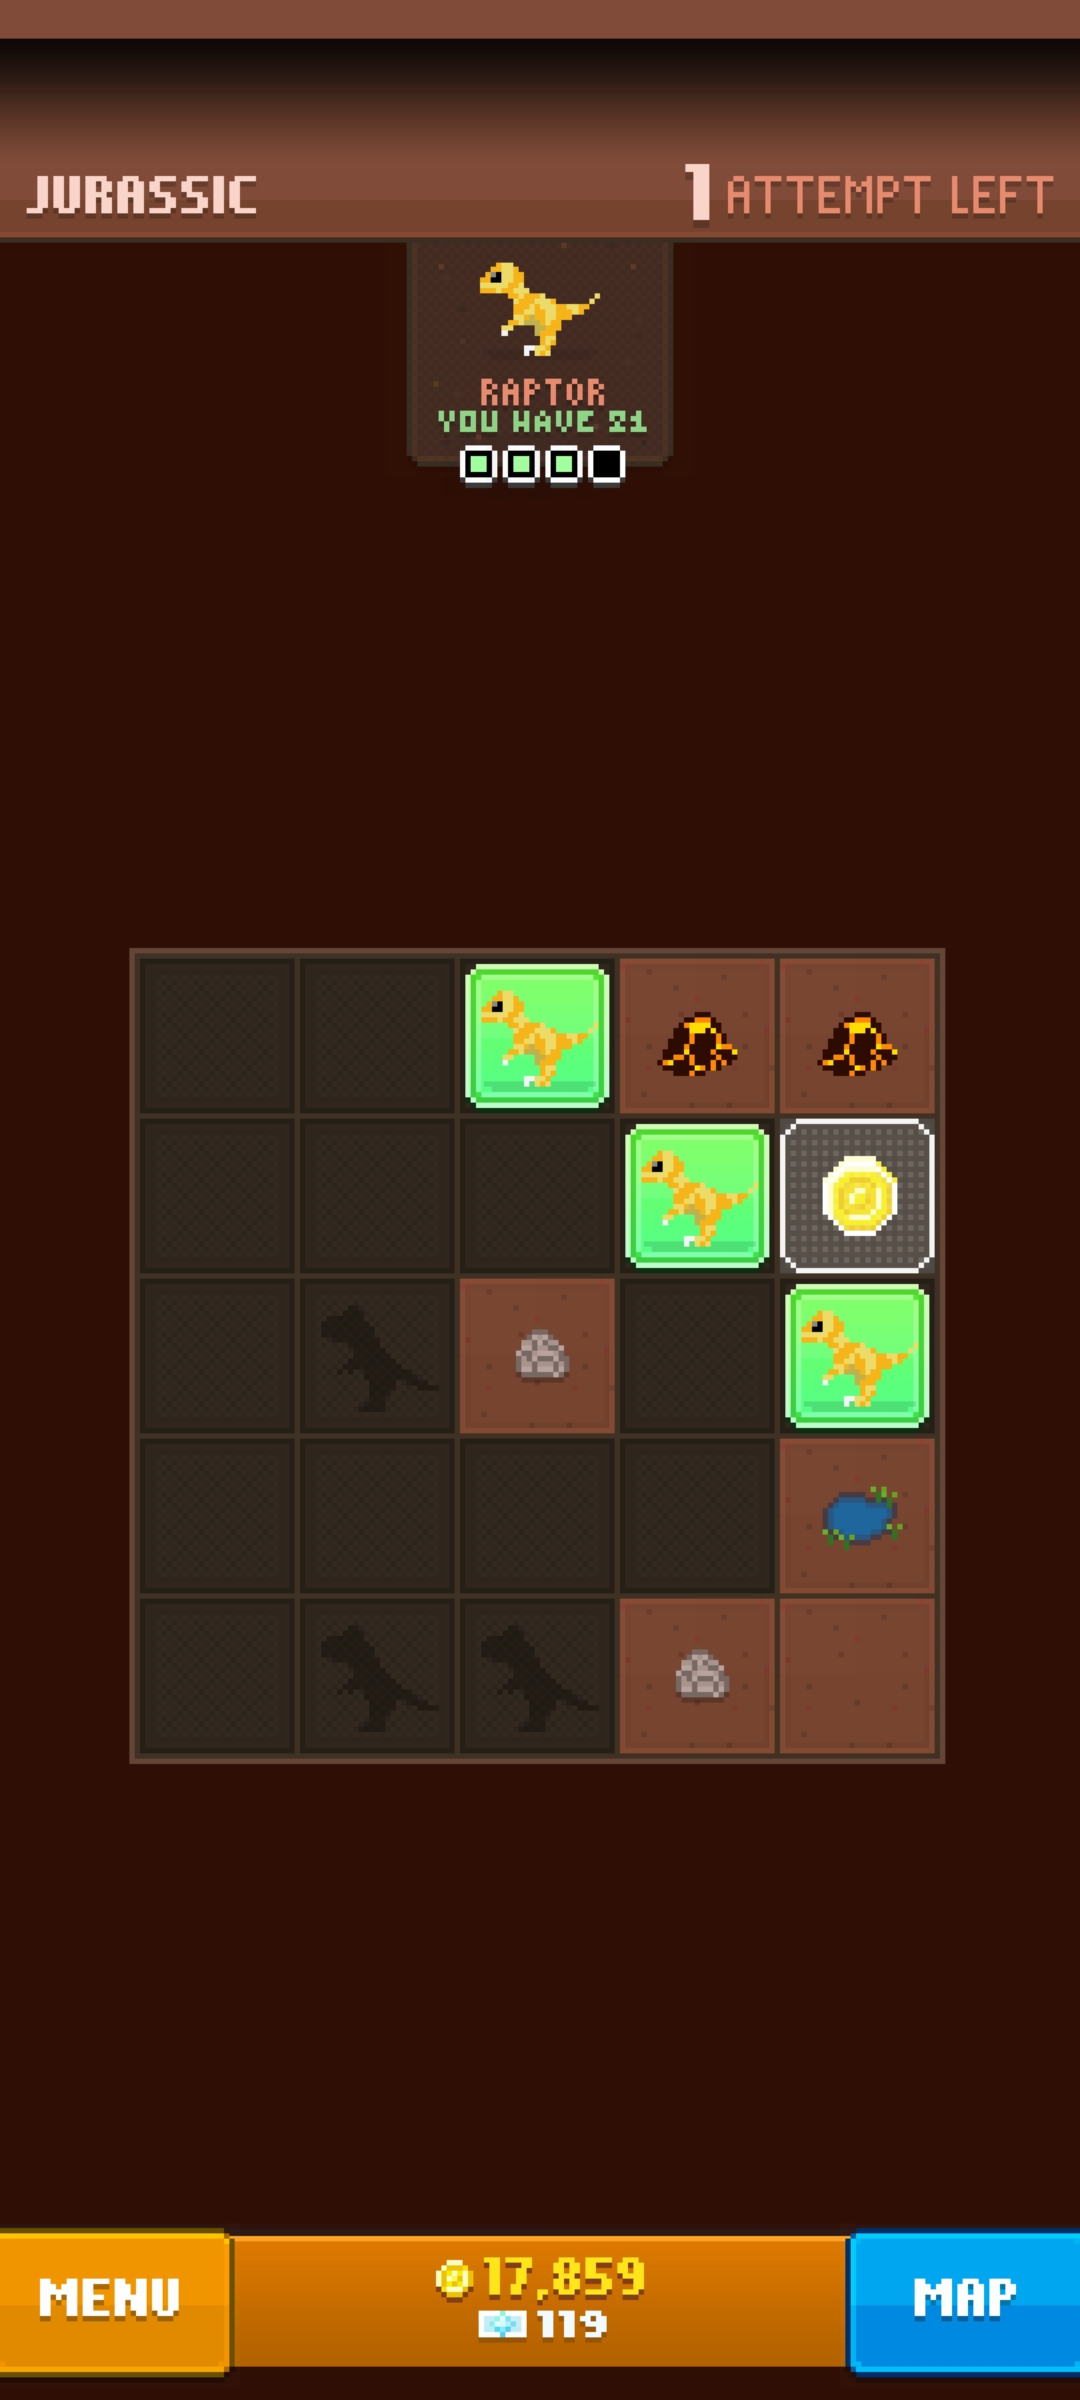 JURASSIC
1 ATTEMPT LEFT
RAPTOR
YOU HAVE 21
17,859
119
MENU
MAP